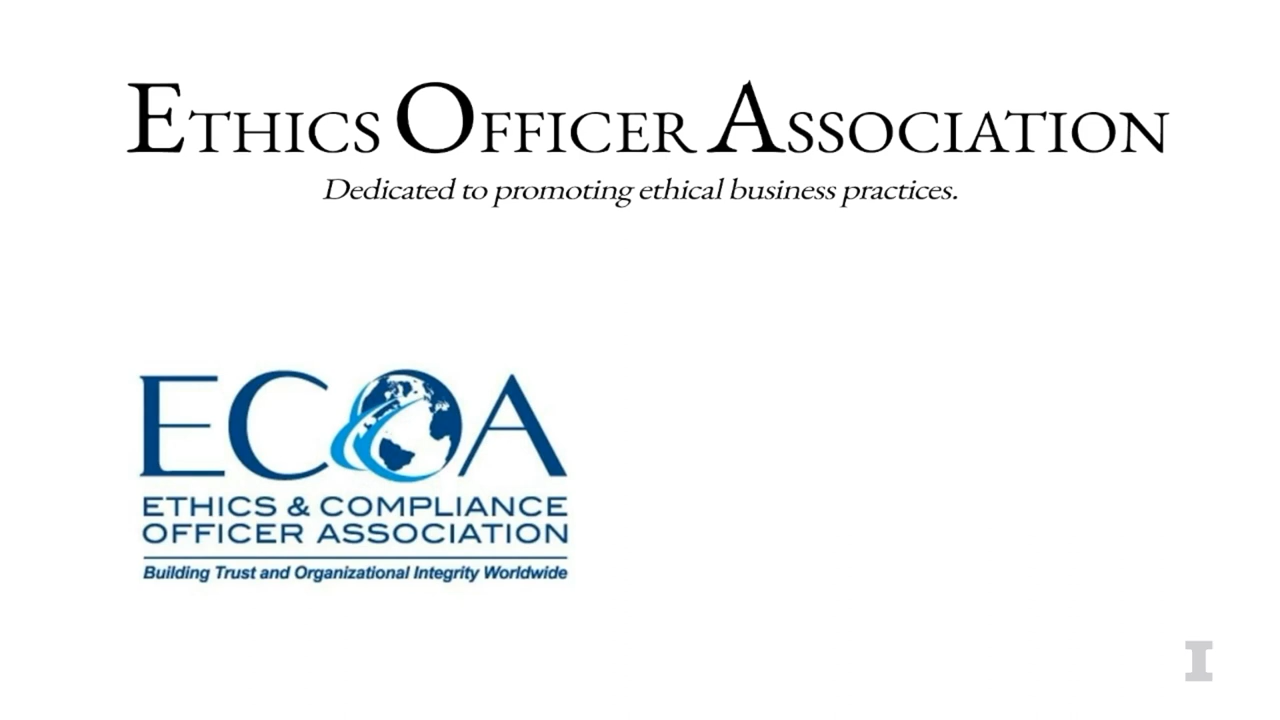 ETHICS OFFICER ASSOCIATION
Dedicated to promoting ethical business practices.
ECOA
ETHICS & COMPLIANCE
OFFICER ASSOCIATION
Building Trust and Organizational Integrity Worldwide
I